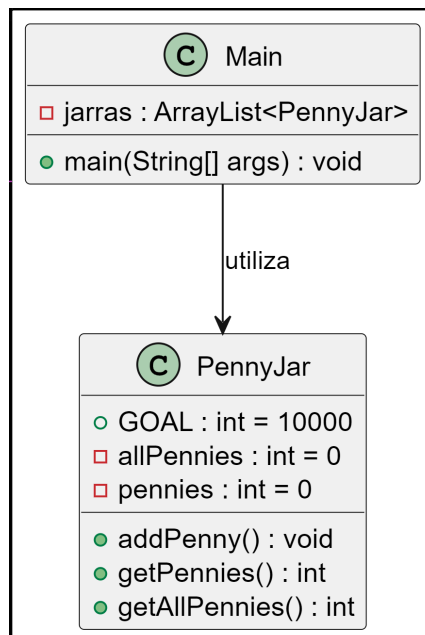 C Main
jarras : ArrayList<PennyJar>
main(String[] args) : void
utiliza
C PennyJar
GOAL : int = 10000
allPennies : int = 0
pennies : int = 0
addPenny() : void
getPennies() : int
getAllPennies() : int